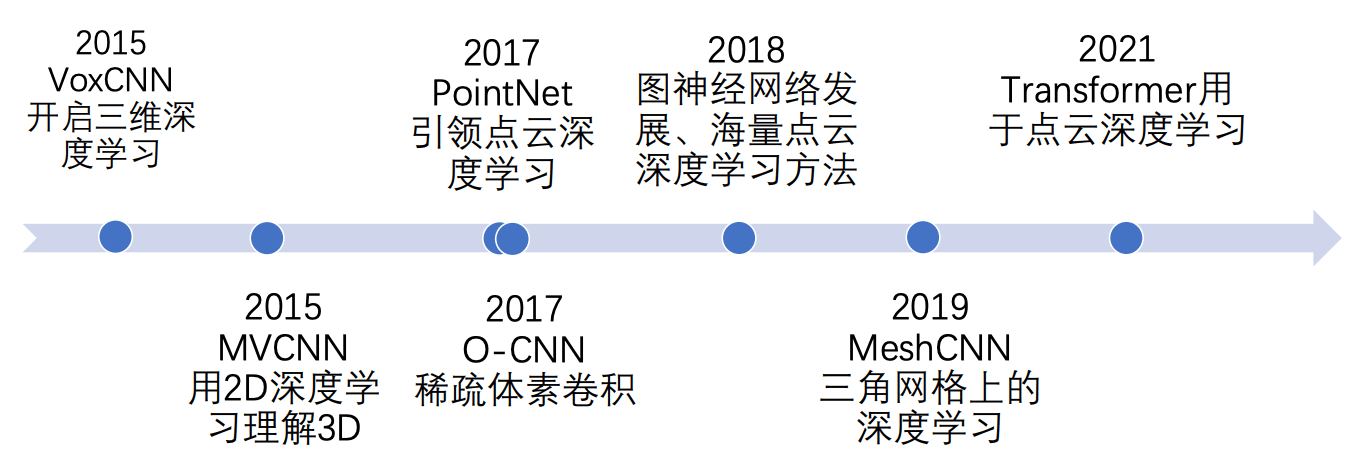 2015
VoxCNN
开启三维深
度学习
2017
PointNet
引领点云深
度学习
2018
图神经网络发
展、海量点云
深度学习方法
2021
Transformer用
于点云深度学习
2015
MVCNN
用2D深度学
习理解3D
2017
O-CNN
稀疏体素卷积
2019
MeshCNN
三角网格上的
深度学习